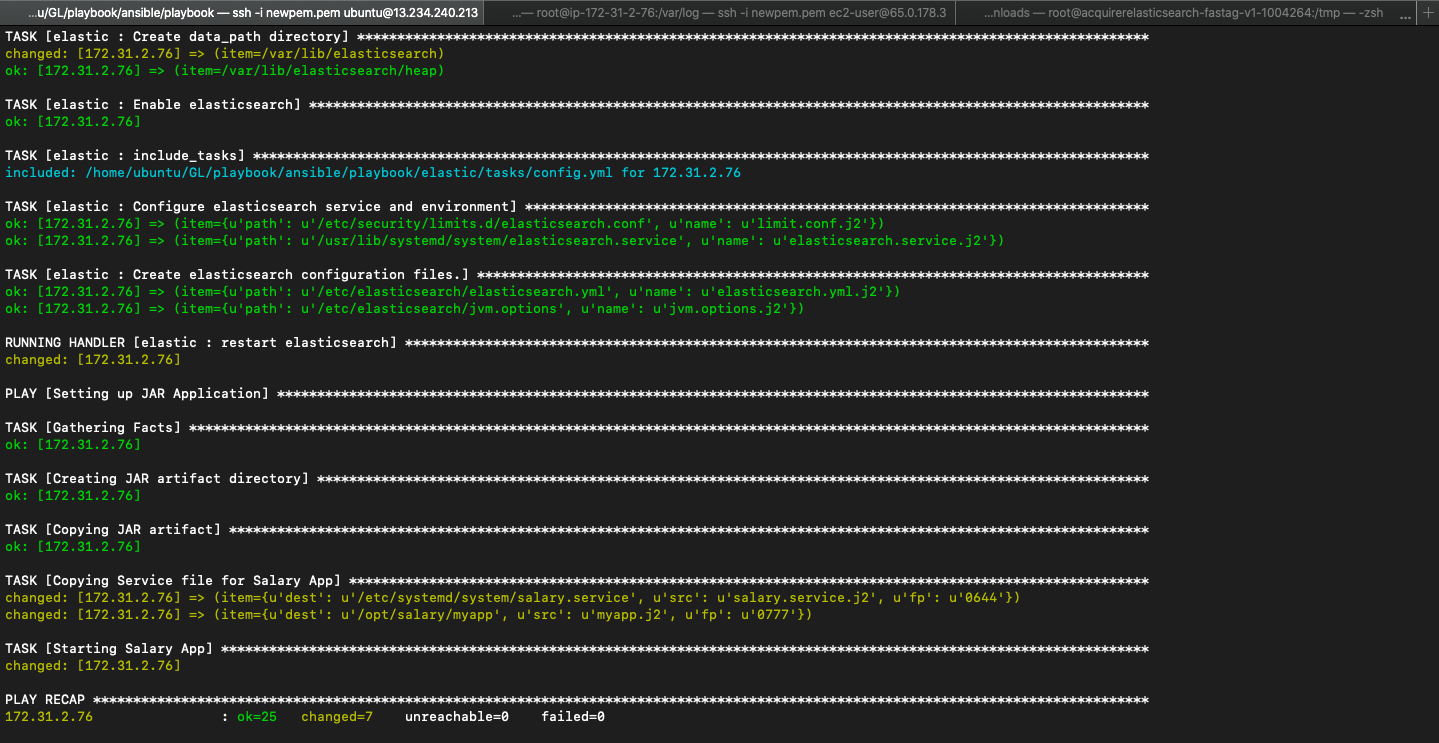 ...u/GL/playbook/ansible/playbook — ssh -i newpem.pem ubuntu@13.234.240.213 ...— root@ip-172-31-2-76:/var/log — ssh -i newpem.pem ec2-user@65.0.178.3 ...nloads — root@acquirerelasticsearch-fastag-v1-1004264:/tmp — -zsh ... +
TASK [elastic : Create data_path directory] ***************************************************************************************************
changed: [172.31.2.76] => (item=/var/lib/elasticsearch)
ok: [172.31.2.76] => (item=/var/lib/elasticsearch/heap)
TASK [elastic : Enable elasticsearch] *********************************************************************************************************
ok: [172.31.2.76]
TASK [elastic : include_tasks] ****************************************************************************************************************
included: /home/ubuntu/GL/playbook/ansible/playbook/elastic/tasks/config.yml for 172.31.2.76
TASK [elastic : Configure elasticsearch service and environment] ******************************************************************************
ok: [172.31.2.76] => (item={u'path': u'/etc/security/limits.d/elasticsearch.conf', u'name': u'limit.conf.j2'})
ok: [172.31.2.76] => (item={u'path': u'/usr/lib/systemd/system/elasticsearch.service', u'name': u'elasticsearch.service.j2'})
TASK [elastic : Create elasticsearch configuration files.] ************************************************************************************
ok: [172.31.2.76] => (item={u'path': u'/etc/elasticsearch/elasticsearch.yml', u'name': u'elasticsearch.yml.j2'})
ok: [172.31.2.76] => (item={u'path': u'/etc/elasticsearch/jvm.options', u'name': u'jvm.options.j2'})
RUNNING HANDLER [elastic : restart elasticsearch] *********************************************************************************************
changed: [172.31.2.76]
PLAY [Setting up JAR Application] *************************************************************************************************************
TASK [Gathering Facts] ************************************************************************************************************************
ok: [172.31.2.76]
TASK [Creating JAR artifact directory] ********************************************************************************************************
ok: [172.31.2.76]
TASK [Copying JAR artifact] *******************************************************************************************************************
ok: [172.31.2.76]
TASK [Copying Service file for Salary App] ****************************************************************************************************
changed: [172.31.2.76] => (item={u'dest': u'/etc/systemd/system/salary.service', u'src': u'salary.service.j2', u'fp': u'0644'})
changed: [172.31.2.76] => (item={u'dest': u'/opt/salary/myapp', u'src': u'myapp.j2', u'fp': u'0777'})
TASK [Starting Salary App] ********************************************************************************************************************
changed: [172.31.2.76]
PLAY RECAP ************************************************************************************************************************************
172.31.2.76 : ok=25 changed=7 unreachable=0 failed=0